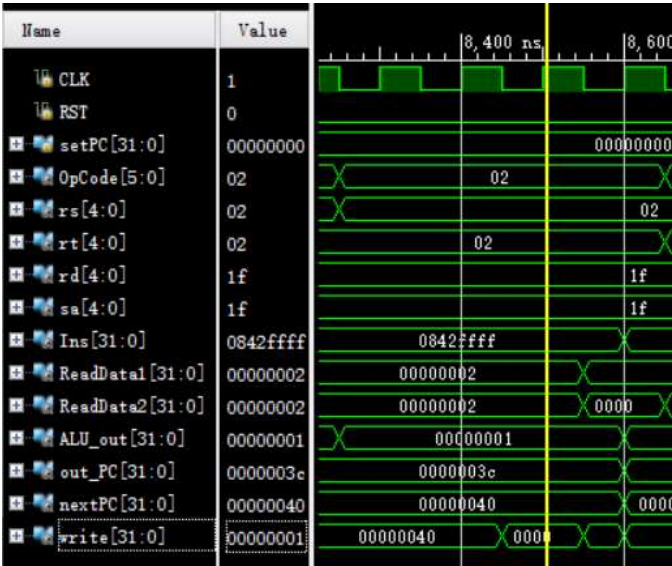 Name Value 8,400 ns 8,600
CLK 1
RST 0
setPC[31:0] 00000000 00000000
OpCode[5:0] 02 02
rs[4:0] 02 02
rt[4:0] 02 02
rd[4:0] 1f 1f
sa[4:0] 1f 1f
Ins[31:0] 0842ffff 0842ffff
ReadData1[31:0] 00000002 00000002
ReadData2[31:0] 00000002 00000002 0000
ALU_out[31:0] 00000001 00000001
out_PC[31:0] 0000003c 0000003c
nextPC[31:0] 00000040 00000040 0000
write[31:0] 00000001 00000040 0000